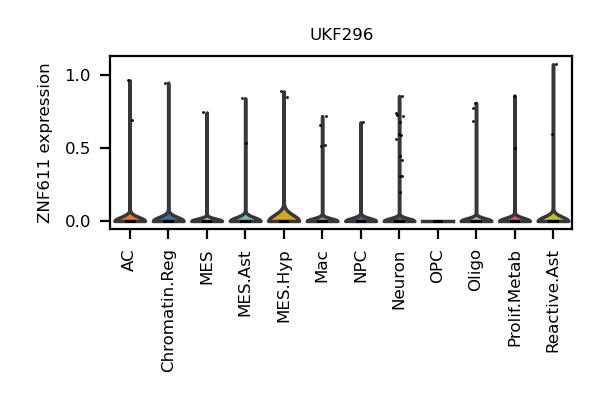 UKF296
ZNF611 expression
1.0
0.5
0.0
AC
Chromatin.Reg
MES
MES.Ast
MES.Hyp
Mac
NPC
Neuron
OPC
Oligo
Prolif.Metab
Reactive.Ast